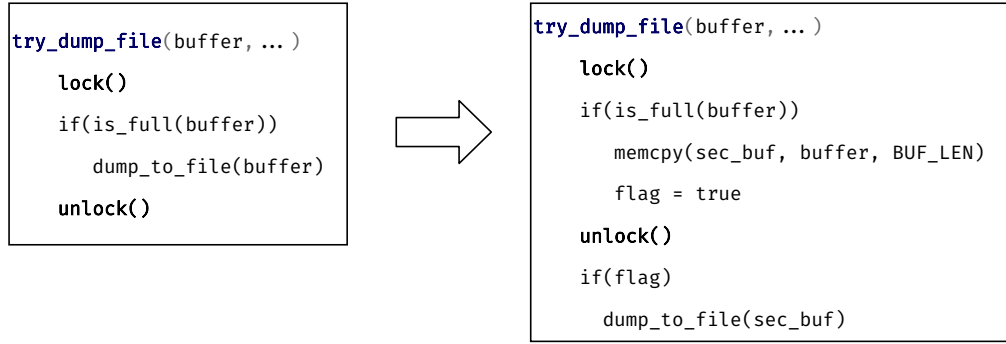 try_dump_file(buffer, ...)
lock()
if(is_full(buffer))
dump_to_file(buffer)
unlock()
try_dump_file(buffer, ...)
lock()
if(is_full(buffer))
memcpy(sec_buf, buffer, BUF_LEN)
flag = true
unlock()
if(flag)
dump_to_file(sec_buf)